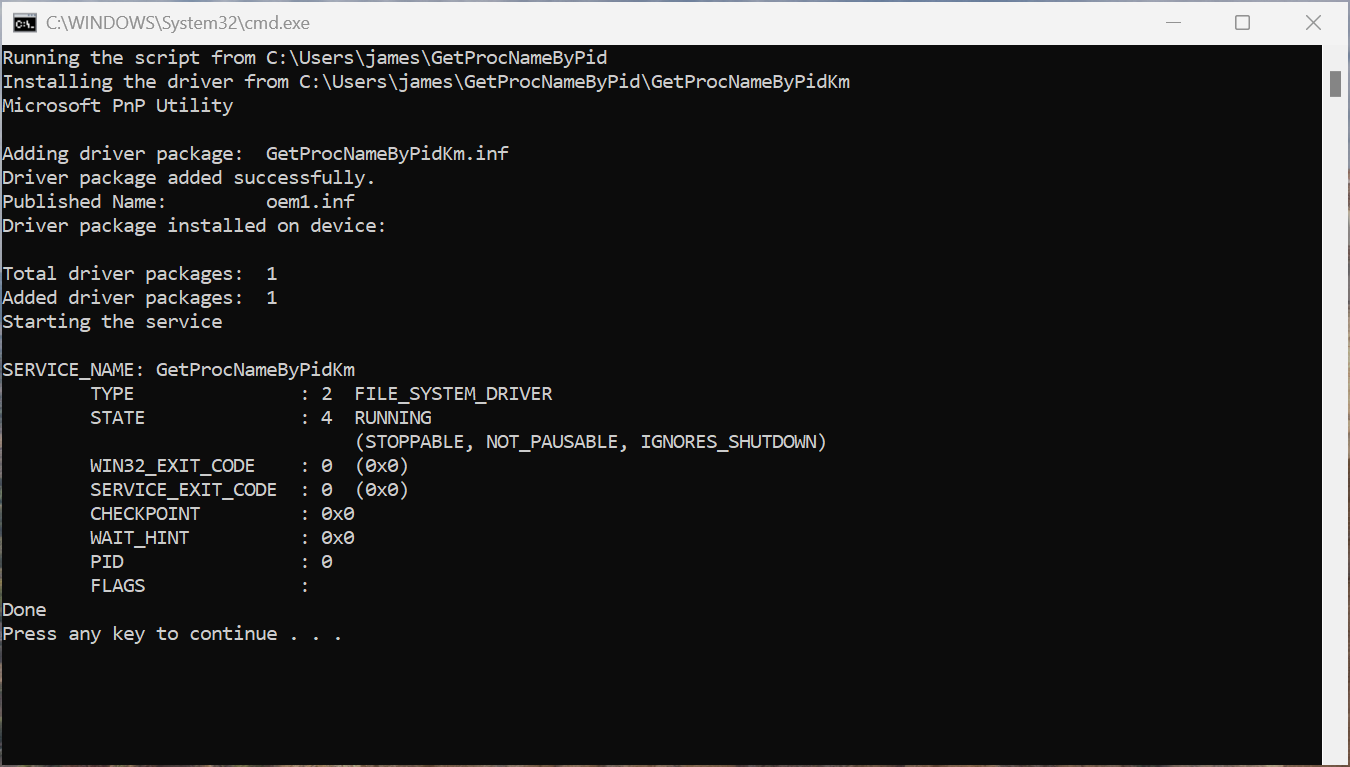 C:\WINDOWS\System32\cmd.exe
Running the script from C:\Users\james\GetProcNameByPid
Installing the driver from C:\Users\james\GetProcNameByPid\GetProcNameByPidKm
Microsoft PnP Utility

Adding driver package:  GetProcNameByPidKm.inf
Driver package added successfully.
Published Name:         oem1.inf
Driver package installed on device:

Total driver packages:  1
Added driver packages:  1
Starting the service

SERVICE_NAME: GetProcNameByPidKm
        TYPE               : 2  FILE_SYSTEM_DRIVER
        STATE              : 4  RUNNING
                                (STOPPABLE, NOT_PAUSABLE, IGNORES_SHUTDOWN)
        WIN32_EXIT_CODE    : 0  (0x0)
        SERVICE_EXIT_CODE  : 0  (0x0)
        CHECKPOINT         : 0x0
        WAIT_HINT          : 0x0
        PID                : 0
        FLAGS              :
Done
Press any key to continue . . .